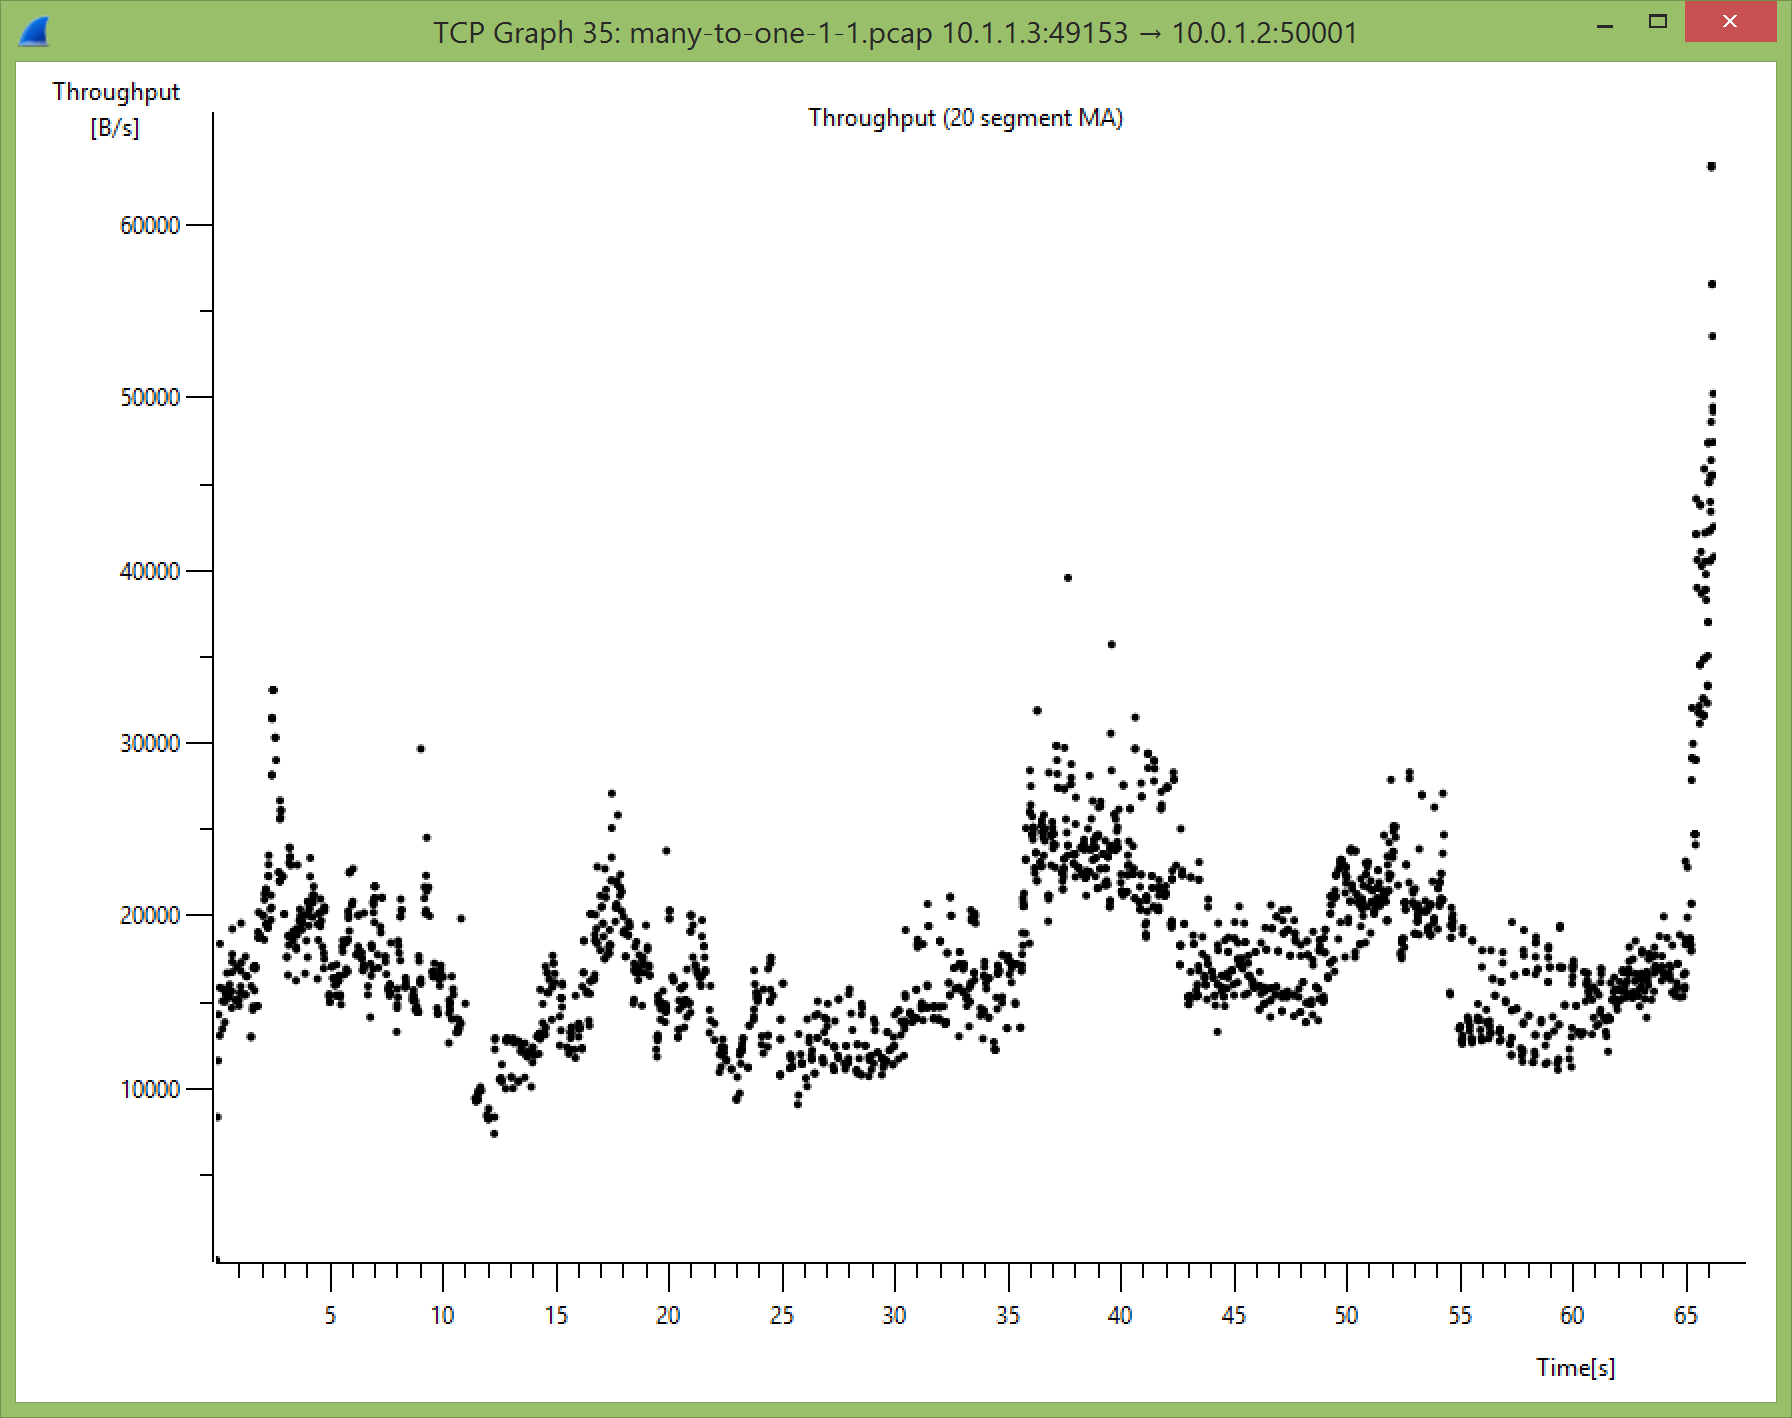 TCP Graph 35: many-to-one-1-1.pcap 10.1.1.3:49153 → 10.0.1.2:50001
Throughput
[B/s]
Throughput (20 segment MA)
60000
50000
40000
30000
20000
10000
5 10 15 20 25 30 35 40 45 50 55 60 65
Time[s]